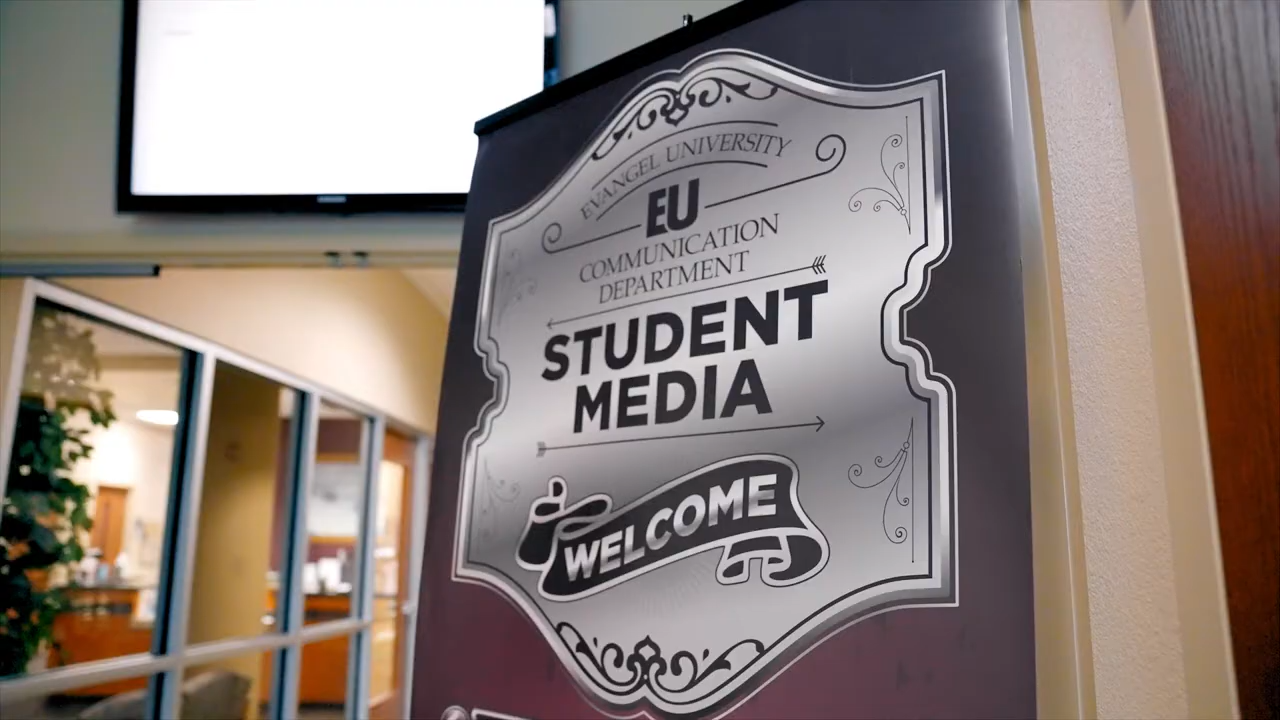 EVANGEL UNIVERSITY
EU
COMMUNICATION
DEPARTMENT
STUDENT
MEDIA
WELCOME